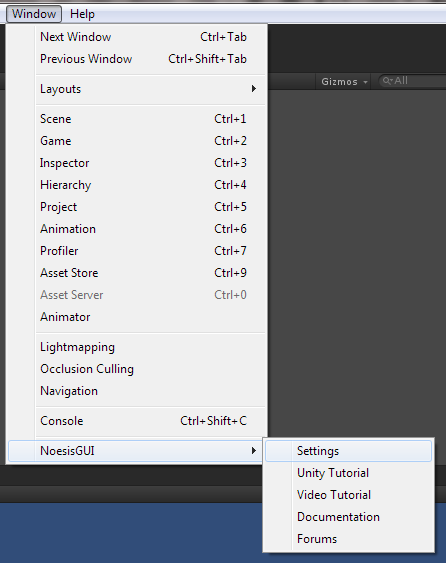 Window Help
Next Window Ctrl+Tab
Previous Window Ctrl+Shift+Tab
Gizmos All
Layouts
Scene Ctrl+1
Game Ctrl+2
Inspector Ctrl+3
Hierarchy Ctrl+4
Project Ctrl+5
Animation Ctrl+6
Profiler Ctrl+7
Asset Store Ctrl+9
Asset Server Ctrl+0
Animator
Lightmapping
Occlusion Culling
Navigation
Console Ctrl+Shift+C
NoesisGUI Settings
Unity Tutorial
Video Tutorial
Documentation
Forums